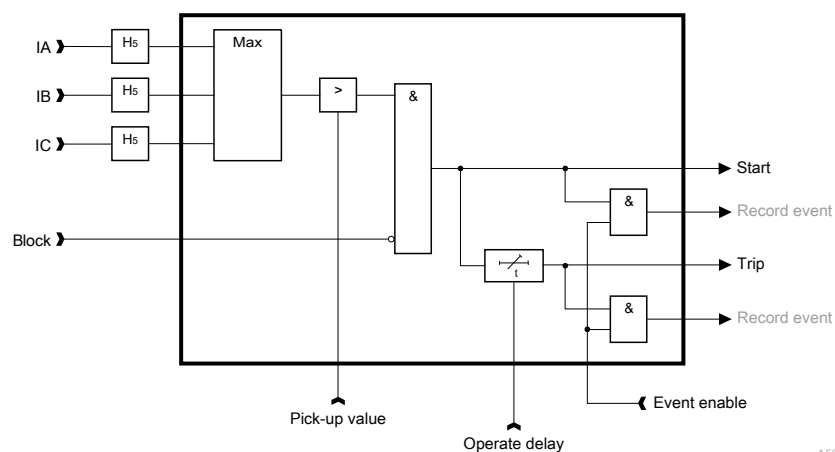 IA
H5
Max
IB
H5
>
&
IC
H5
Start
&
Record event
Block
Trip
t
&
Record event
Event enable
Pick-up value
Operate delay